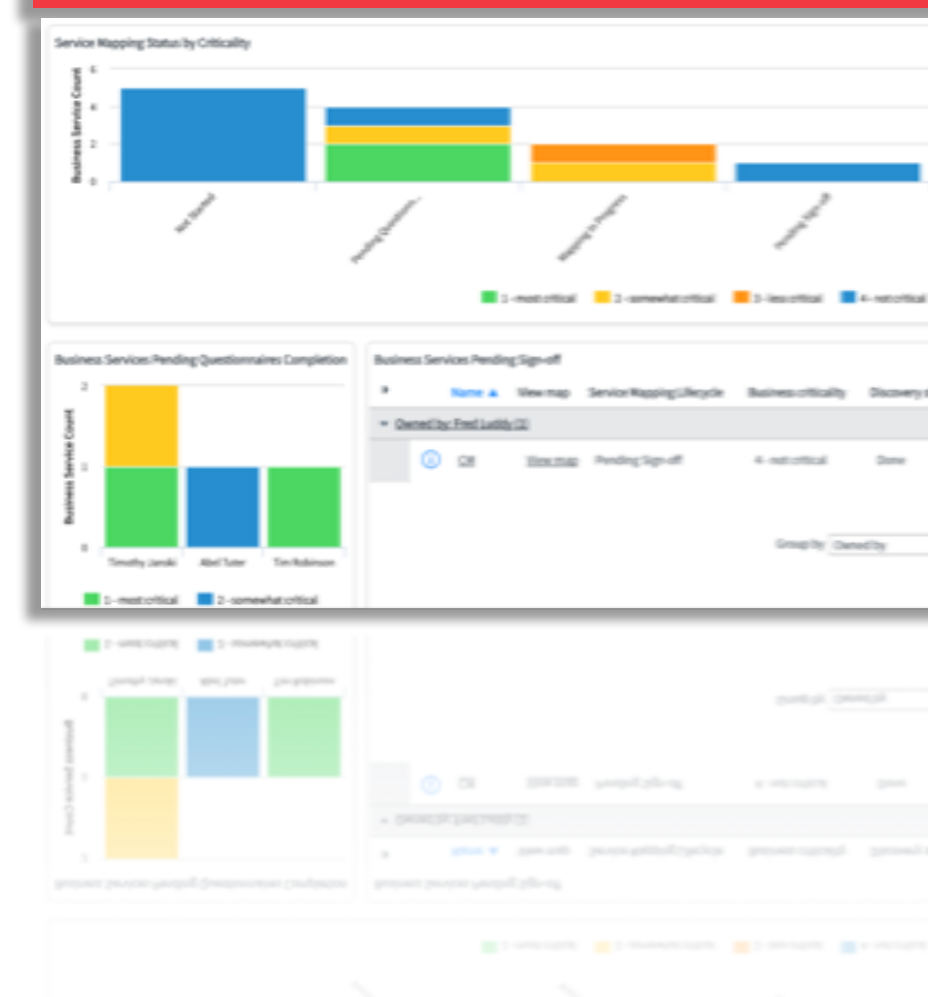 Service Mapping Status by Criticality
Business Service Count
6
4
2
0
Not Started
Pending Questionn...
Mapping In Progress
Pending Sign-off
1 - most critical
2 - somewhat critical
3 - less critical
4 - not critical
Business Services Pending Questionnaires Completion
Business Service Count
2
1
0
Timothy Janski
Abel Tuter
Tim Robinson
1 - most critical
2 - somewhat critical
Business Services Pending Sign-off
Name ▲ View map Service Mapping Lifecycle Business criticality Discovery s
Owned by: Fred Luddy (1)
View map Pending Sign-off 4 - not critical Done
Group by Owned by